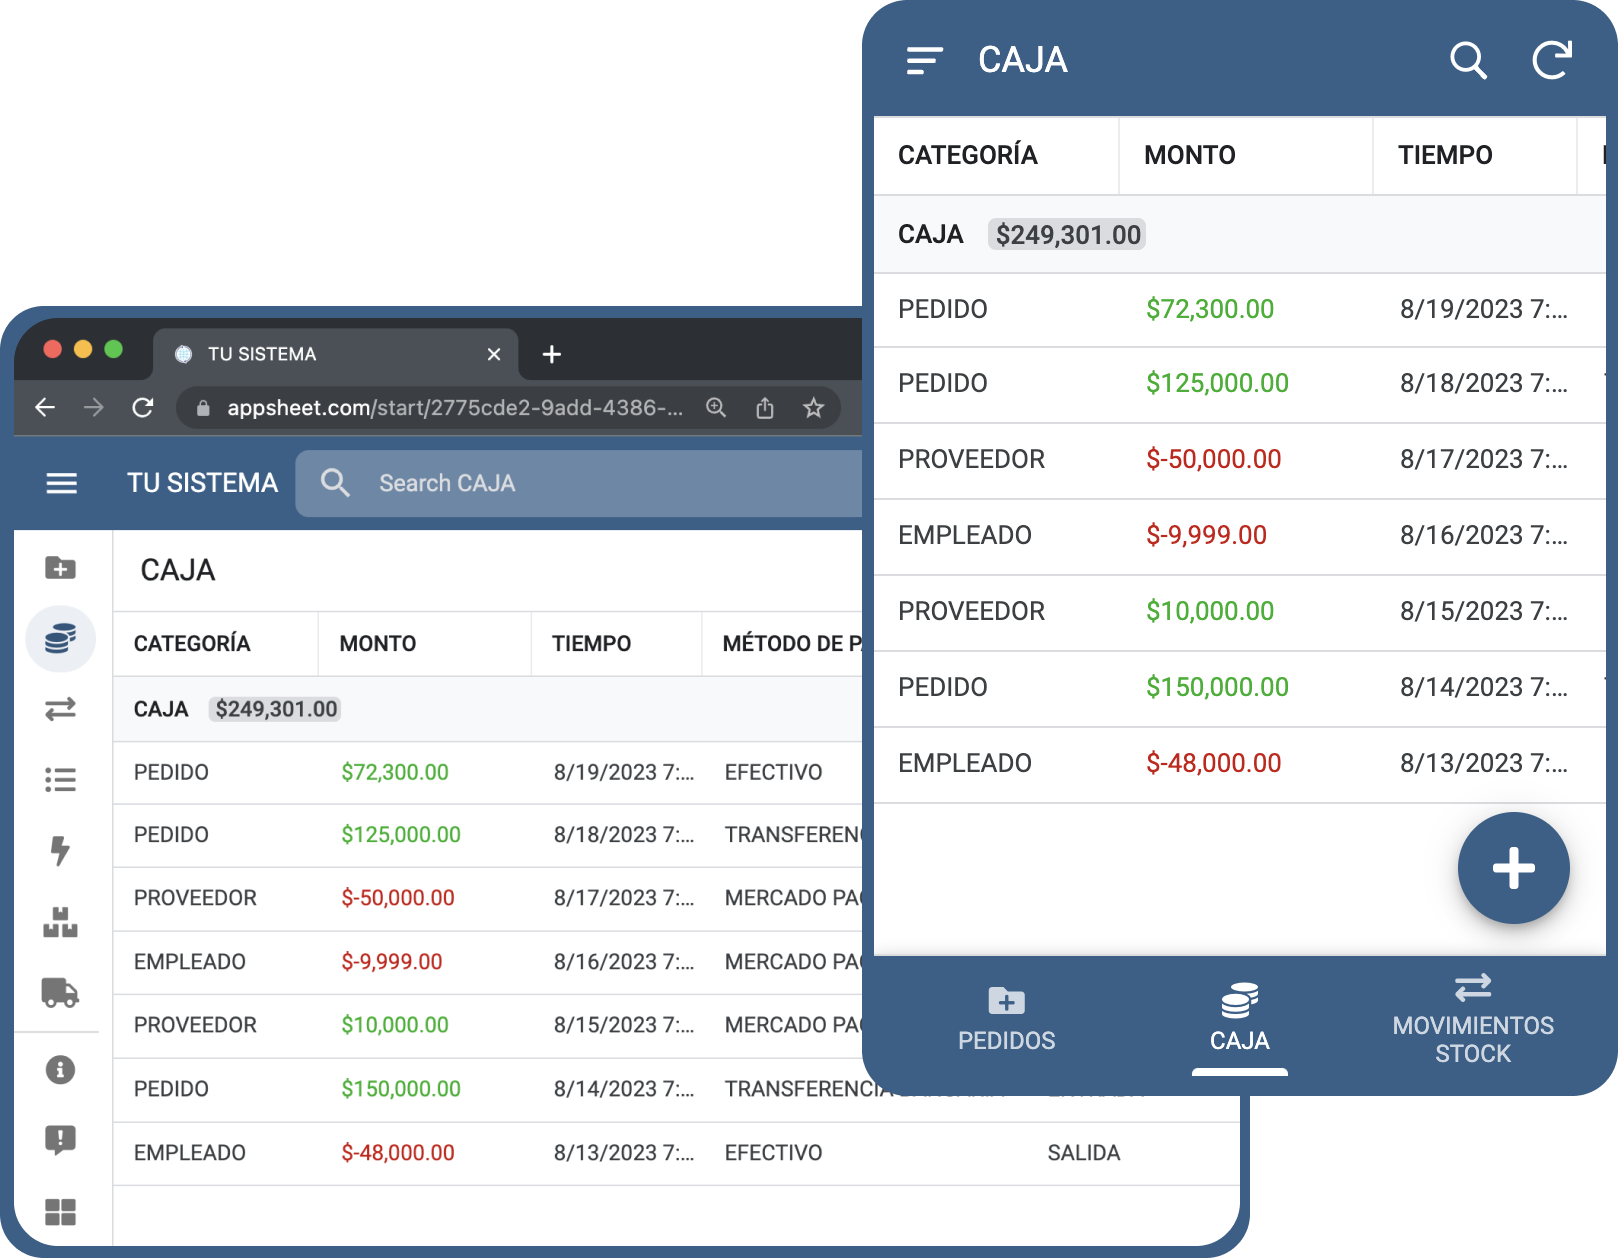 CAJA
CATEGORÍA MONTO TIEMPO
CAJA $249,301.00
PEDIDO $72,300.00 8/19/2023 7:...
PEDIDO $125,000.00 8/18/2023 7:...
PROVEEDOR $-50,000.00 8/17/2023 7:...
EMPLEADO $-9,999.00 8/16/2023 7:...
PROVEEDOR $10,000.00 8/15/2023 7:...
PEDIDO $150,000.00 8/14/2023 7:...
EMPLEADO $-48,000.00 8/13/2023 7:...
PEDIDOS
CAJA
MOVIMIENTOS
STOCK
TU SISTEMA
appsheet.com/start/2775cde2-9add-4386-...
TU SISTEMA
Search CAJA
CAJA
CATEGORÍA MONTO TIEMPO MÉTODO DE
CAJA $249,301.00
PEDIDO $72,300.00 8/19/2023 7:... EFECTIVO
PEDIDO $125,000.00 8/18/2023 7:... TRANSFERENC
PROVEEDOR $-50,000.00 8/17/2023 7:... MERCADO PA
EMPLEADO $-9,999.00 8/16/2023 7:... MERCADO PA
PROVEEDOR $10,000.00 8/15/2023 7:... MERCADO PA
PEDIDO $150,000.00 8/14/2023 7:... TRANSFERENCIA
EMPLEADO $-48,000.00 8/13/2023 7:... EFECTIVO SALIDA